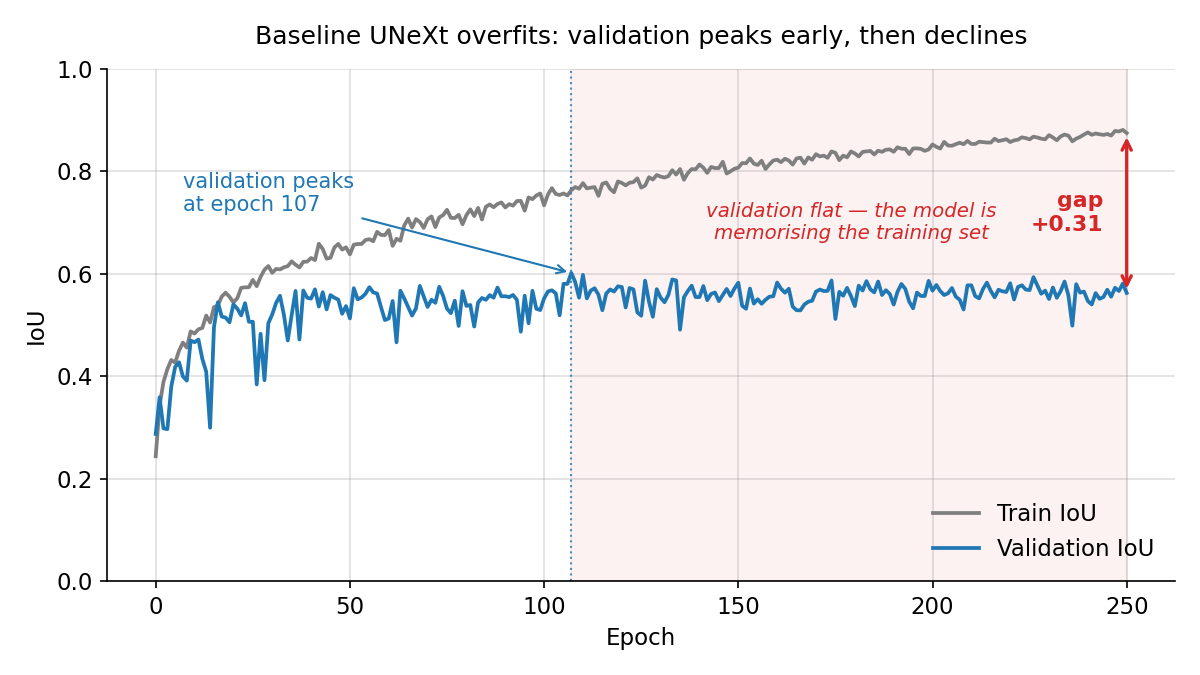 Baseline UNeXt overfits: validation peaks early, then declines
1.0
0.8
0.6
0.4
0.2
0.0
IoU
validation peaks
at epoch 107
validation flat — the model is
memorising the training set
gap
+0.31
Train IoU
Validation IoU
0
50
100
150
200
250
Epoch